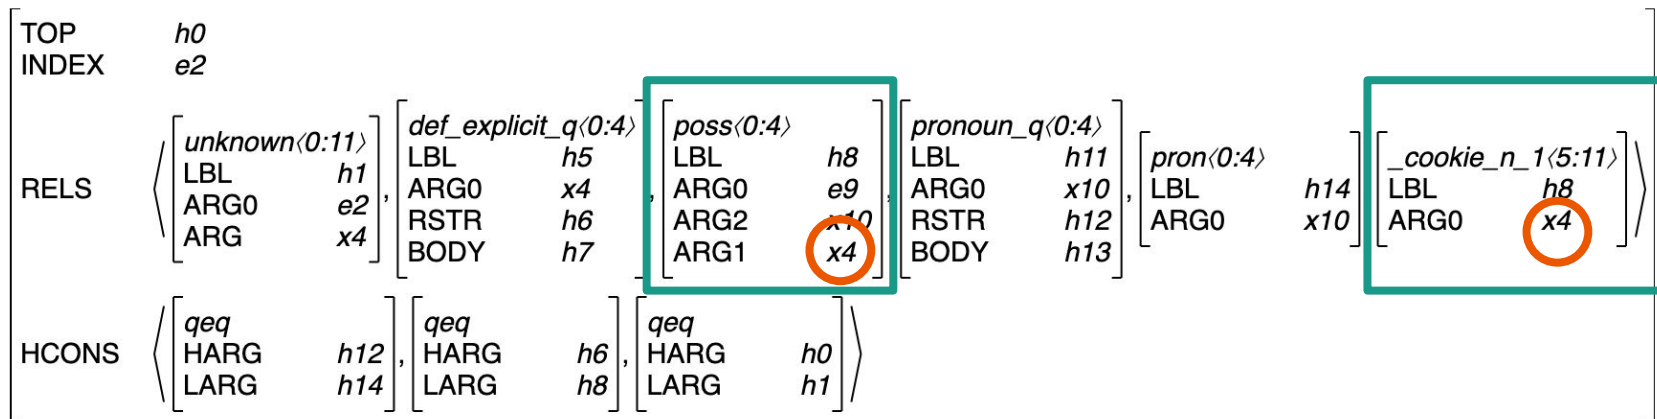 TOP h0
INDEX e2
RELS
unknown⟨0:11⟩
LBL h1
ARG0 e2
ARG x4
,
def_explicit_q⟨0:4⟩
LBL h5
ARG0 x4
RSTR h6
BODY h7
,
poss⟨0:4⟩
LBL h8
ARG0 e9
ARG2 x10
ARG1 x4
,
pronoun_q⟨0:4⟩
LBL h11
ARG0 x10
RSTR h12
BODY h13
,
pron⟨0:4⟩
LBL h14
ARG0 x10
_cookie_n_1⟨5:11⟩
LBL h8
ARG0 x4
HCONS
qeq
HARG h12
LARG h14
,
qeq
HARG h6
LARG h8
,
qeq
HARG h0
LARG h1